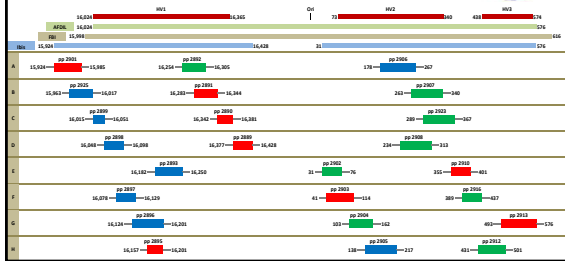 HV1 Ori HV2 HV3
16,024 16,365 73 340 438 574
AFDIL 16,024 576
FBI 15,998 616
Ibis 15,924 16,428 31 576
A pp 2901 pp 2892 pp 2906
15,924 15,985 16,254 16,305 178 267
B pp 2925 pp 2891 pp 2907
15,963 16,017 16,283 16,344 263 340
C pp 2899 pp 2890 pp 2923
16,015 16,051 16,342 16,381 289 367
D pp 2898 pp 2889 pp 2908
16,048 16,098 16,377 16,428 234 313
E pp 2893 pp 2902 pp 2910
16,182 16,250 31 76 355 401
F pp 2897 pp 2903 pp 2916
16,078 16,129 41 114 389 437
G pp 2896 pp 2904 pp 2913
16,124 16,201 103 162 493 576
H pp 2895 pp 2905 pp 2912
16,157 16,201 138 217 431 501